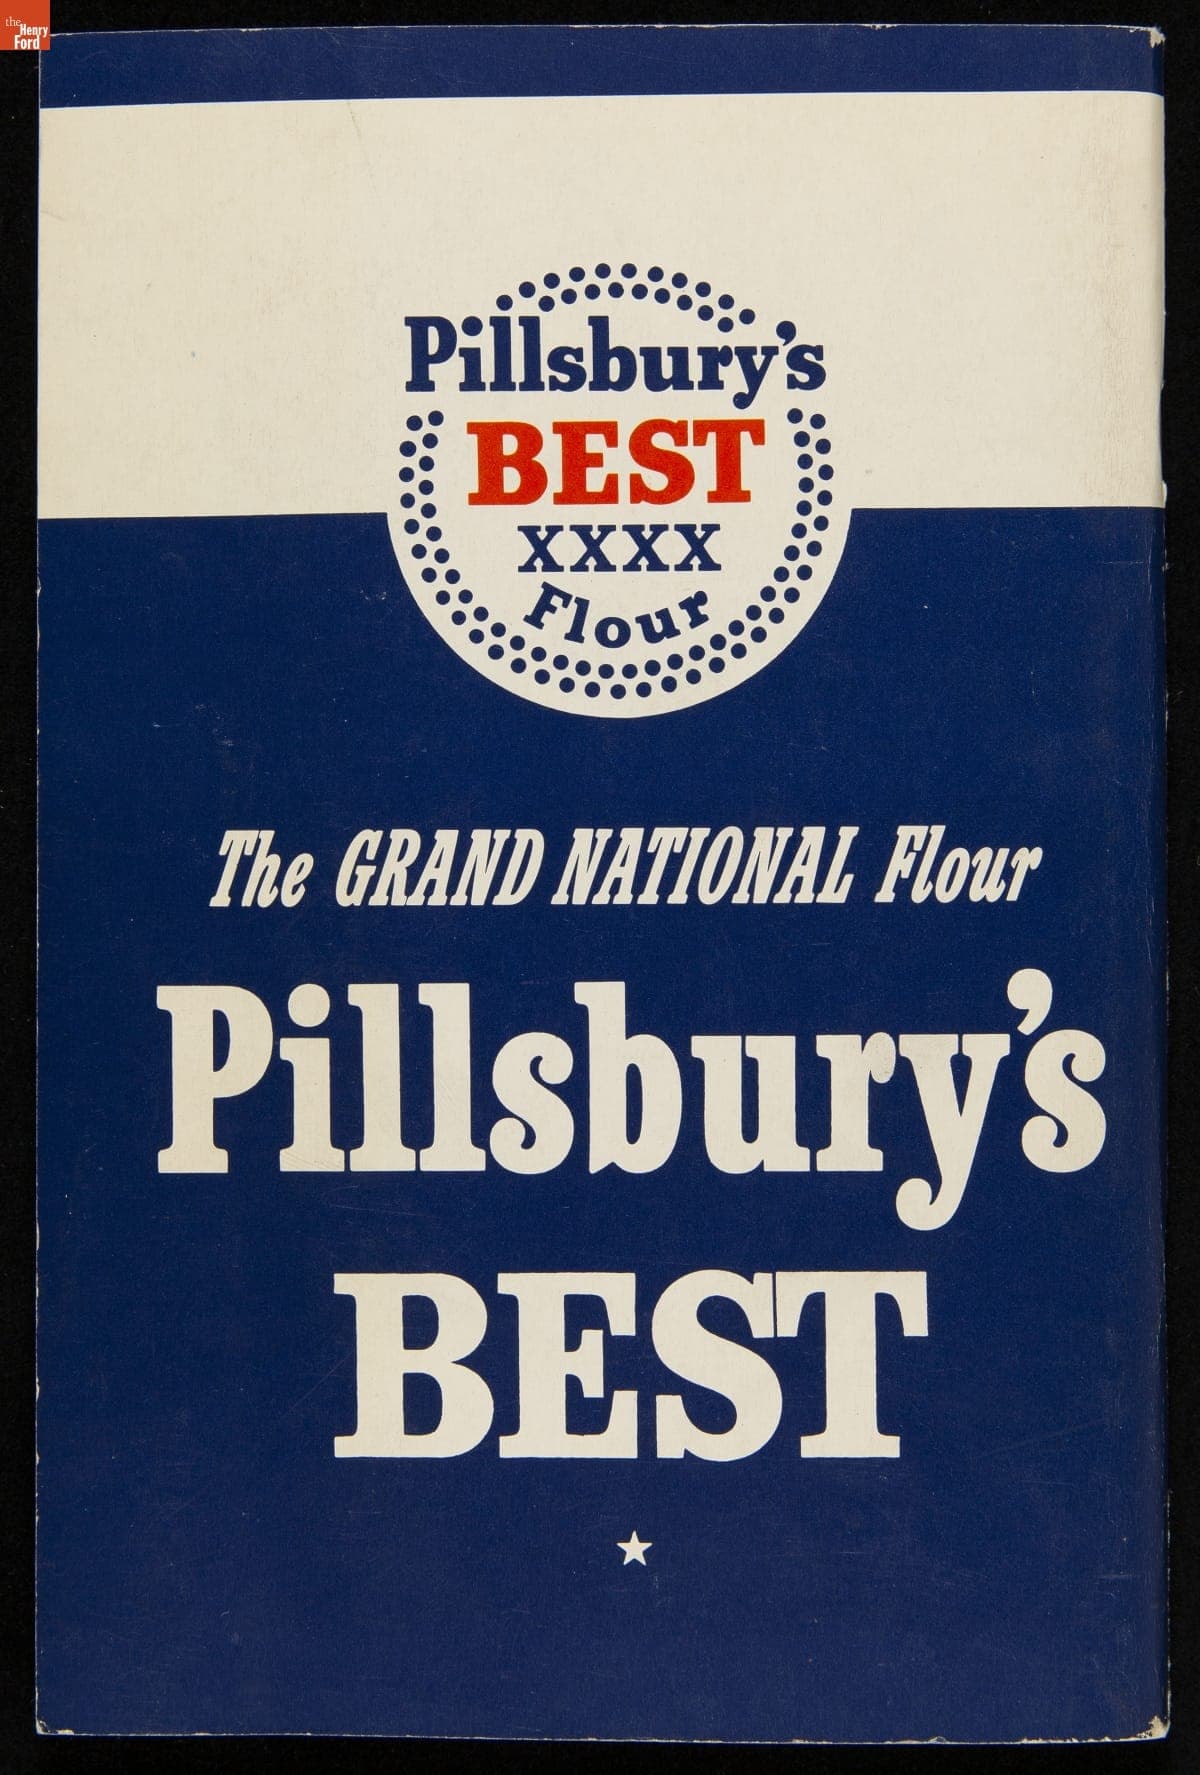 the
Henry
Ford
Pillsbury's
BEST
XXXX
Flour
The GRAND NATIONAL Flour
Pillsbury's
BEST